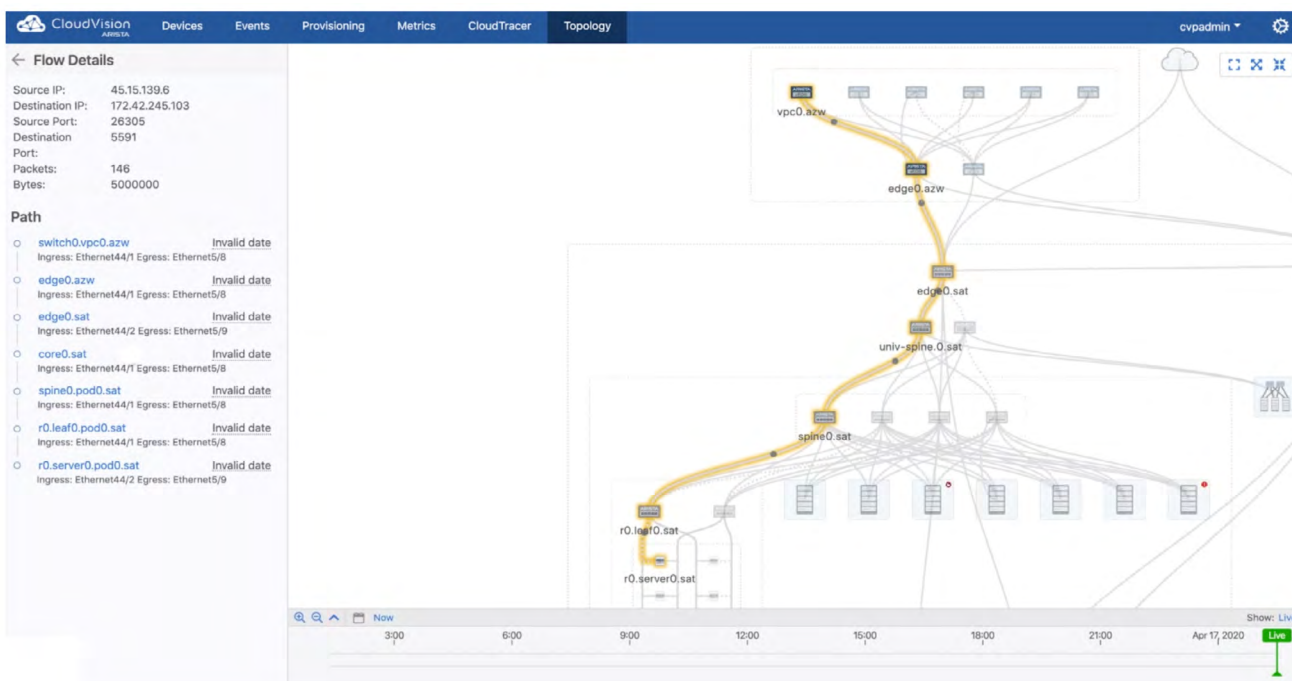 CloudVision
ARISTA
Devices
Events
Provisioning
Metrics
CloudTracer
Topology
cvpadmin
Flow Details
Source IP: 45.15.139.6
Destination IP: 172.42.245.103
Source Port: 26305
Destination 5591
Port:
Packets: 146
Bytes: 5000000
Path
switch0.vpc0.azw Invalid date
Ingress: Ethernet44/1 Egress: Ethernet5/8
edge0.azw Invalid date
Ingress: Ethernet44/1 Egress: Ethernet5/8
edge0.sat Invalid date
Ingress: Ethernet44/2 Egress: Ethernet5/9
core0.sat Invalid date
Ingress: Ethernet44/1 Egress: Ethernet5/8
spine0.pod0.sat Invalid date
Ingress: Ethernet44/1 Egress: Ethernet5/8
r0.leaf0.pod0.sat Invalid date
Ingress: Ethernet44/1 Egress: Ethernet5/8
r0.server0.pod0.sat Invalid date
Ingress: Ethernet44/2 Egress: Ethernet5/9
vpc0.azw
edge0.azw
edge0.sat
univ-spine.0.sat
spine0.sat
r0.leaf0.sat
r0.server0.sat
Now
Show: Live
3:00 6:00 9:00 12:00 15:00 18:00 21:00 Apr 17, 2020 Live